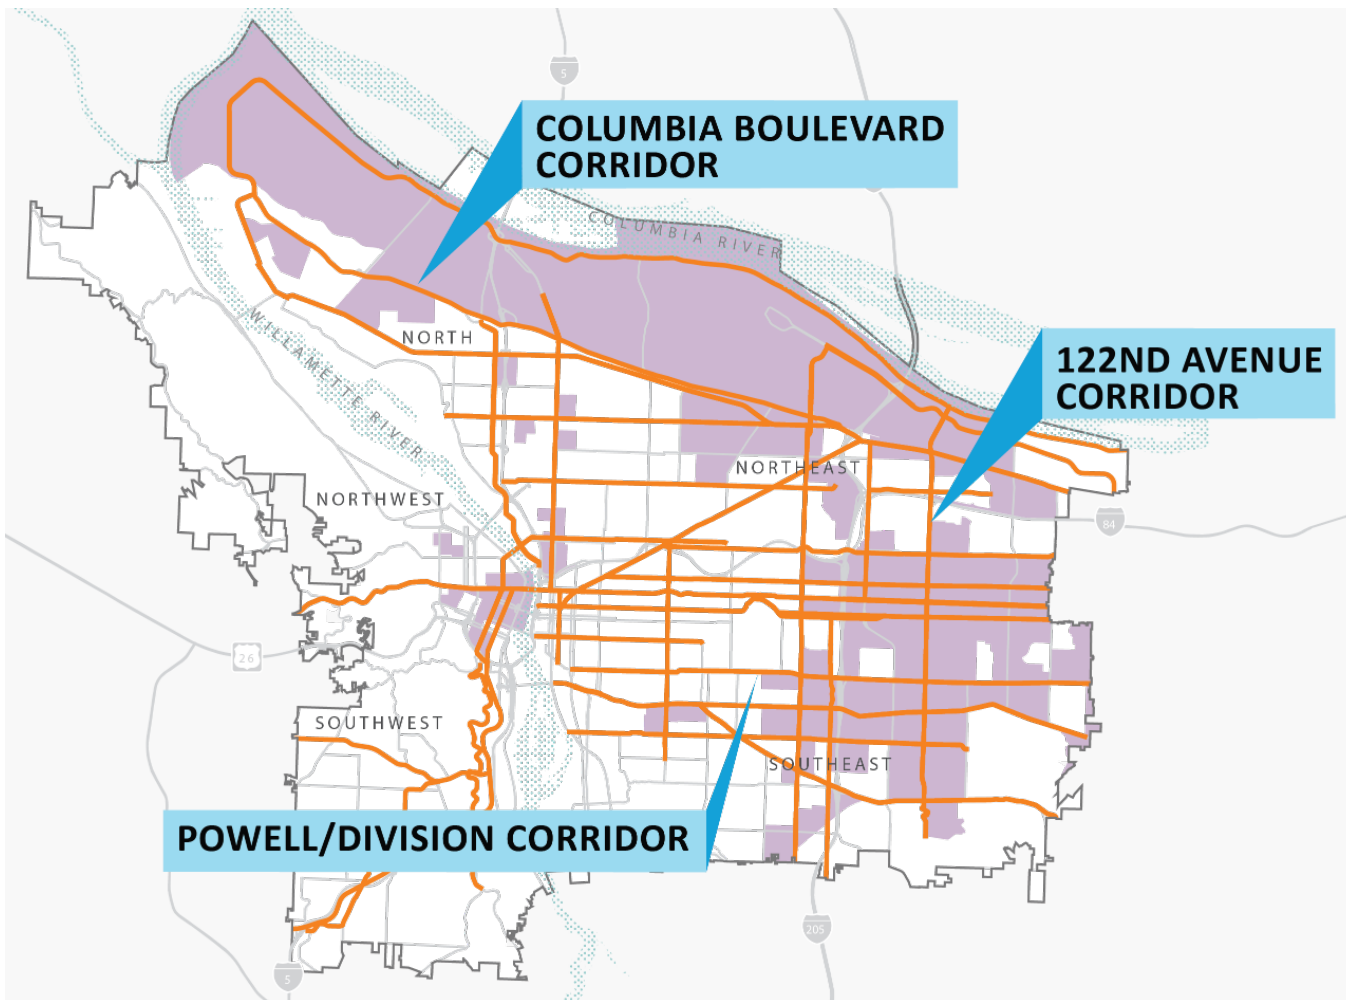 5
COLUMBIA BOULEVARD
CORRIDOR
COLUMBIA RIVER
WILLAMETTE RIVER
NORTH
122ND AVENUE
CORRIDOR
NORTHEAST
NORTHWEST
84
26
SOUTHWEST
SOUTHEAST
POWELL/DIVISION CORRIDOR
205
5